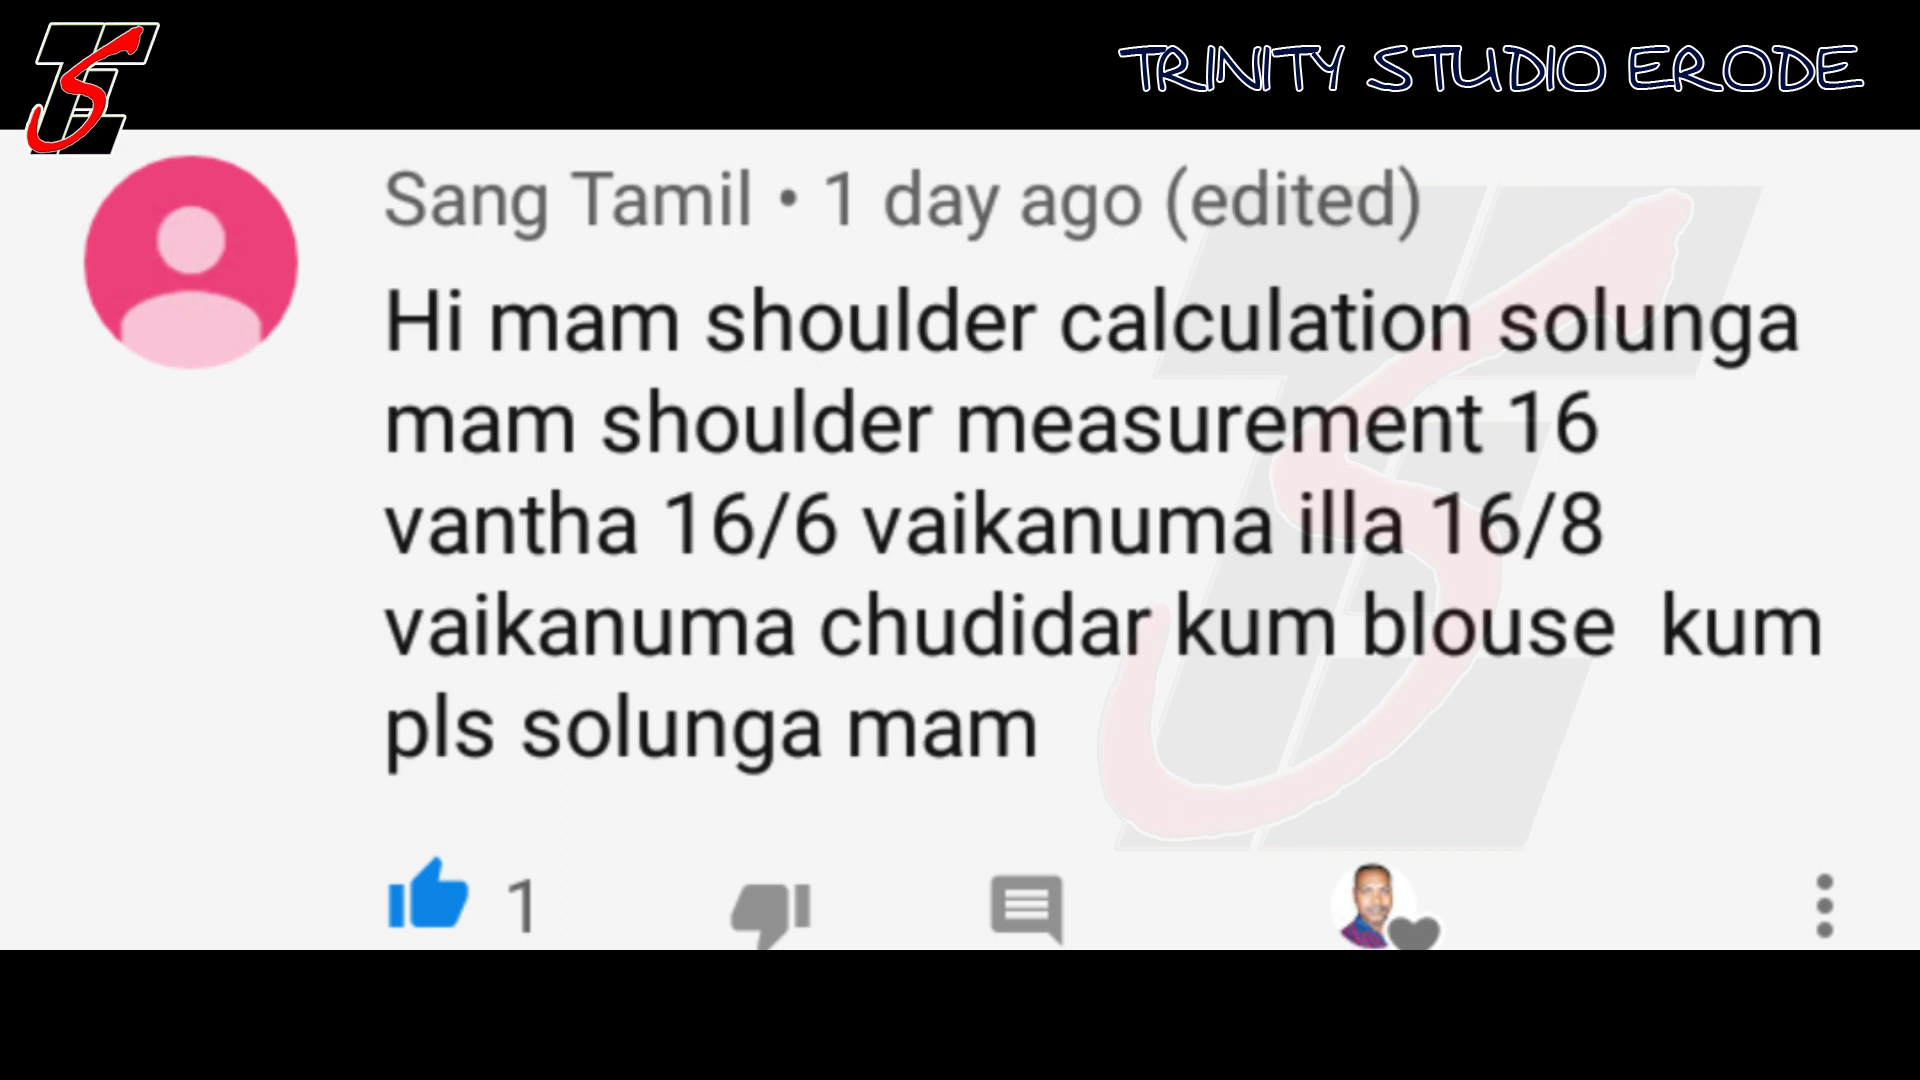 TRINITY STUDIO ERODE
Sang Tamil • 1 day ago (edited)
Hi mam shoulder calculation solunga
mam shoulder measurement 16
vantha 16/6 vaikanuma illa 16/8
vaikanuma chudidar kum blouse  kum
pls solunga mam
1